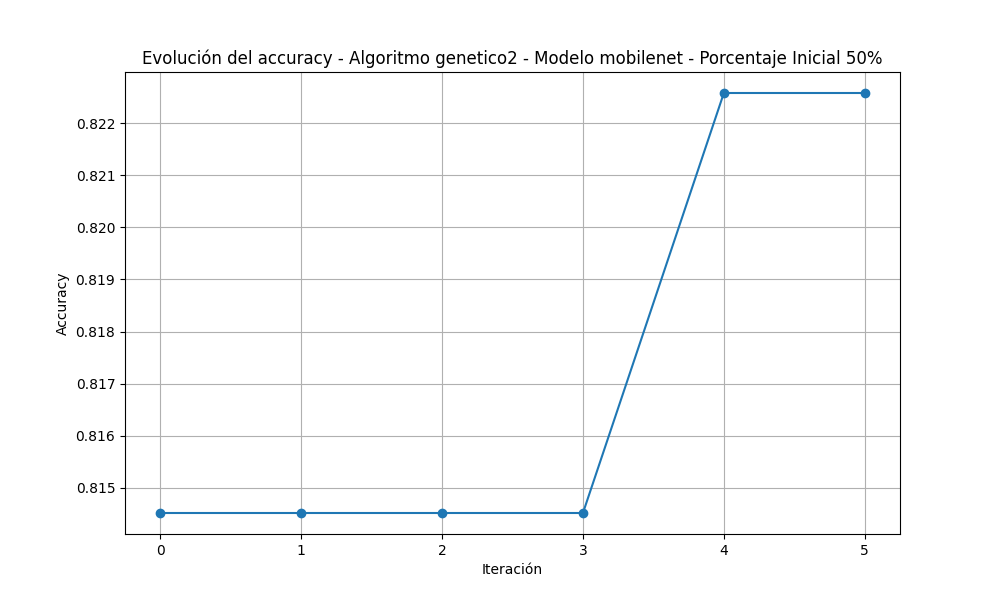 Evolución del accuracy - Algoritmo genetico2 - Modelo mobilenet - Porcentaje Inicial 50%
0.822
0.821
0.820
0.819
0.818
0.817
0.816
0.815
Accuracy
0 1 2 3 4 5
Iteración